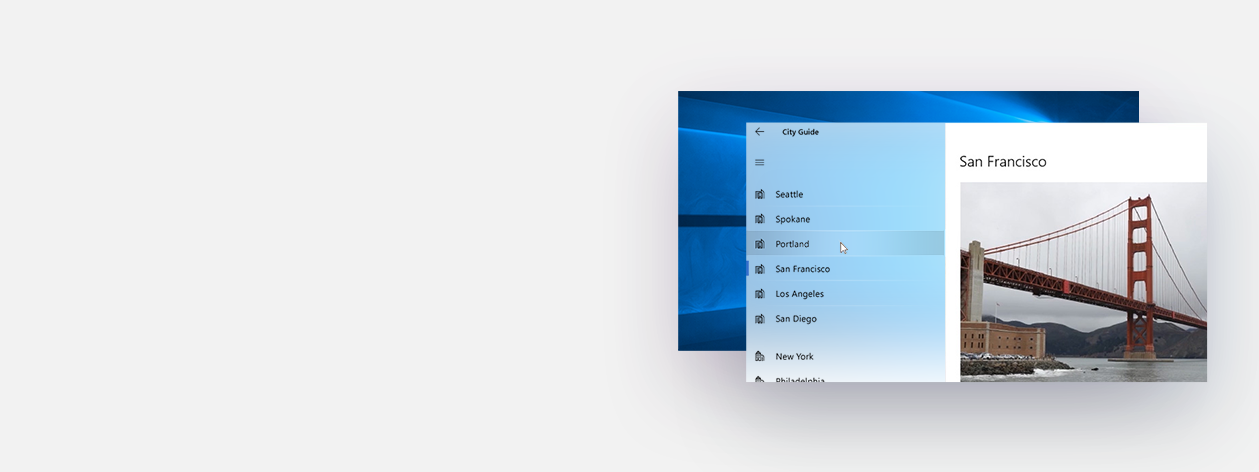 City Guide
San Francisco
Seattle
Spokane
Portland
San Francisco
Los Angeles
San Diego
New York
Philadelphia